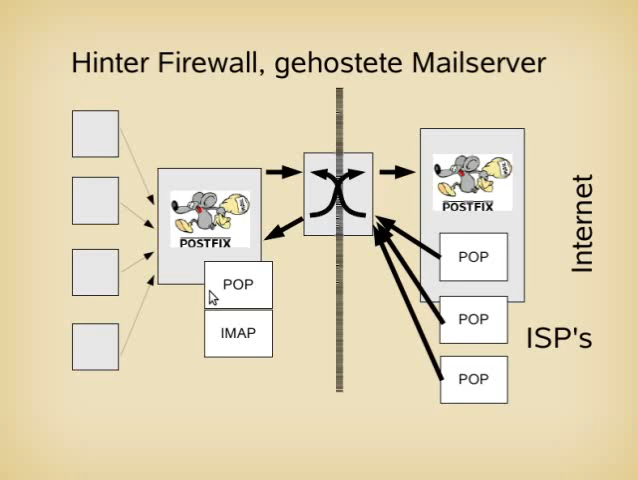 Hinter Firewall, gehostete Mailserver
POSTFIX
POP
IMAP
POSTFIX
POP
POP
POP
Internet
ISP's